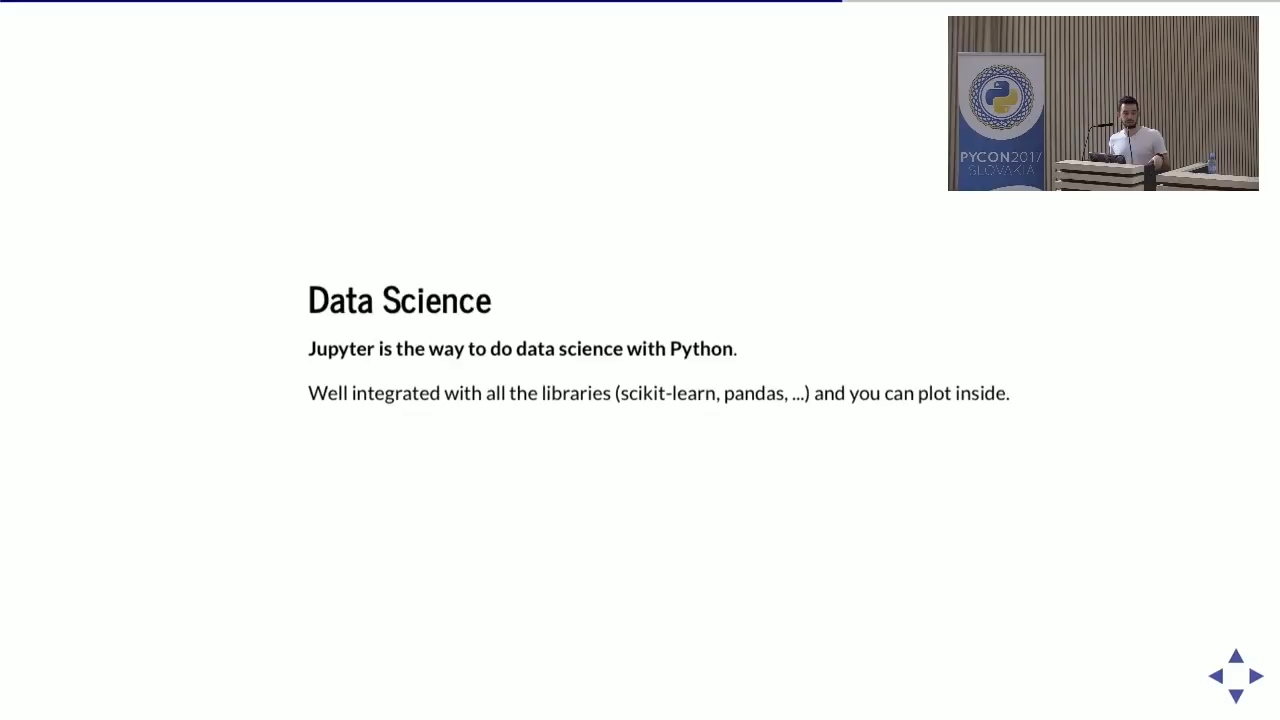 PYCON2017
SLOVAKIA
Data Science
Jupyter is the way to do data science with Python.
Well integrated with all the libraries (scikit-learn, pandas, ...) and you can plot inside.